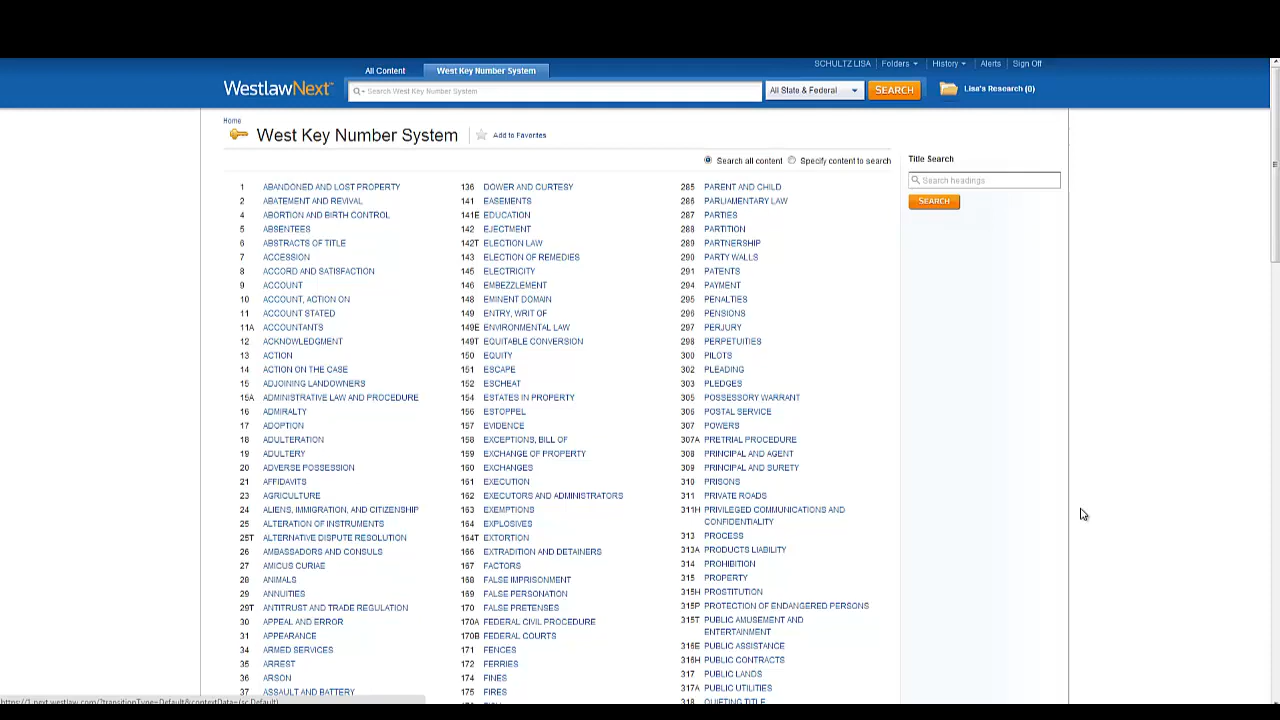 SCHULTZ LISA Folders History Alerts Sign Off
All Content West Key Number System
WestlawNext™ Search West Key Number System All State & Federal SEARCH Lisa's Research (0)
Home
West Key Number System Add to Favorites
Search all content Specify content to search
1 ABANDONED AND LOST PROPERTY
2 ABATEMENT AND REVIVAL
4 ABORTION AND BIRTH CONTROL
5 ABSENTEES
6 ABSTRACTS OF TITLE
7 ACCESSION
8 ACCORD AND SATISFACTION
9 ACCOUNT
10 ACCOUNT, ACTION ON
11 ACCOUNT STATED
11A ACCOUNTANTS
12 ACKNOWLEDGMENT
13 ACTION
14 ACTION ON THE CASE
15 ADJOINING LANDOWNERS
15A ADMINISTRATIVE LAW AND PROCEDURE
16 ADMIRALTY
17 ADOPTION
18 ADULTERATION
19 ADULTERY
20 ADVERSE POSSESSION
21 AFFIDAVITS
23 AGRICULTURE
24 ALIENS, IMMIGRATION, AND CITIZENSHIP
25 ALTERATION OF INSTRUMENTS
25T ALTERNATIVE DISPUTE RESOLUTION
26 AMBASSADORS AND CONSULS
27 AMICUS CURIAE
28 ANIMALS
29 ANNUITIES
29T ANTITRUST AND TRADE REGULATION
30 APPEAL AND ERROR
31 APPEARANCE
34 ARMED SERVICES
35 ARREST
36 ARSON
37 ASSAULT AND BATTERY
136 DOWER AND CURTESY
141 EASEMENTS
141E EDUCATION
142 EJECTMENT
142T ELECTION LAW
143 ELECTION OF REMEDIES
145 ELECTRICITY
146 EMBEZZLEMENT
148 EMINENT DOMAIN
149 ENTRY, WRIT OF
149E ENVIRONMENTAL LAW
149T EQUITABLE CONVERSION
150 EQUITY
151 ESCAPE
152 ESCHEAT
154 ESTATES IN PROPERTY
156 ESTOPPEL
157 EVIDENCE
158 EXCEPTIONS, BILL OF
159 EXCHANGE OF PROPERTY
160 EXCHANGES
161 EXECUTION
162 EXECUTORS AND ADMINISTRATORS
163 EXEMPTIONS
164 EXPLOSIVES
164T EXTORTION
166 EXTRADITION AND DETAINERS
167 FACTORS
168 FALSE IMPRISONMENT
169 FALSE PERSONATION
170 FALSE PRETENSES
170A FEDERAL CIVIL PROCEDURE
170B FEDERAL COURTS
171 FENCES
172 FERRIES
174 FINES
175 FIRES
285 PARENT AND CHILD
286 PARLIAMENTARY LAW
287 PARTIES
288 PARTITION
289 PARTNERSHIP
290 PARTY WALLS
291 PATENTS
294 PAYMENT
295 PENALTIES
296 PENSIONS
297 PERJURY
298 PERPETUITIES
300 PILOTS
302 PLEADING
303 PLEDGES
305 POSSESSORY WARRANT
306 POSTAL SERVICE
307 POWERS
307A PRETRIAL PROCEDURE
308 PRINCIPAL AND AGENT
309 PRINCIPAL AND SURETY
310 PRISONS
311 PRIVATE ROADS
311H PRIVILEGED COMMUNICATIONS AND
CONFIDENTIALITY
313 PROCESS
313A PRODUCTS LIABILITY
314 PROHIBITION
315 PROPERTY
315H PROSTITUTION
315P PROTECTION OF ENDANGERED PERSONS
315T PUBLIC AMUSEMENT AND
ENTERTAINMENT
316E PUBLIC ASSISTANCE
316H PUBLIC CONTRACTS
317 PUBLIC LANDS
317A PUBLIC UTILITIES
318 QUIETING TITLE
Title Search
Search headings
SEARCH